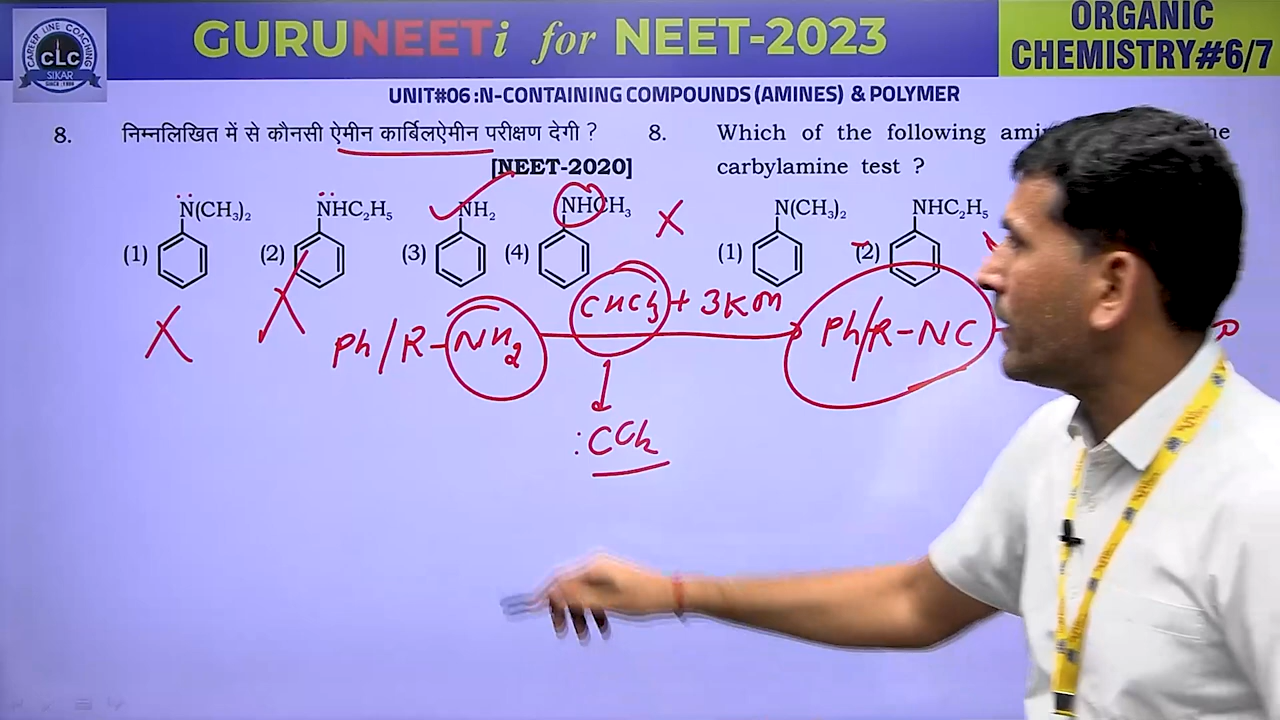 CAREER LINE COACHING
CLC
SIKAR
SINCE : 1996
GURUNEETi for NEET-2023
ORGANIC
CHEMISTRY#6/7
UNIT#06 :N-CONTAINING COMPOUNDS (AMINES) & POLYMER
8. निम्नलिखित में से कौनसी ऐमीन कार्बिलऐमीन परीक्षण देगी ?
[NEET-2020]
(1) N(CH₃)₂
(2) NHC₂H₅
(3) NH₂
(4) NHCH₃
8. Which of the following
carbylamine test ?
(1) N(CH₃)₂
(2) NHC₂H₅
X
X
X
Ph/R-NH₂
CHCl₃ + 3KOH
Ph/R-NC
:CCl₂